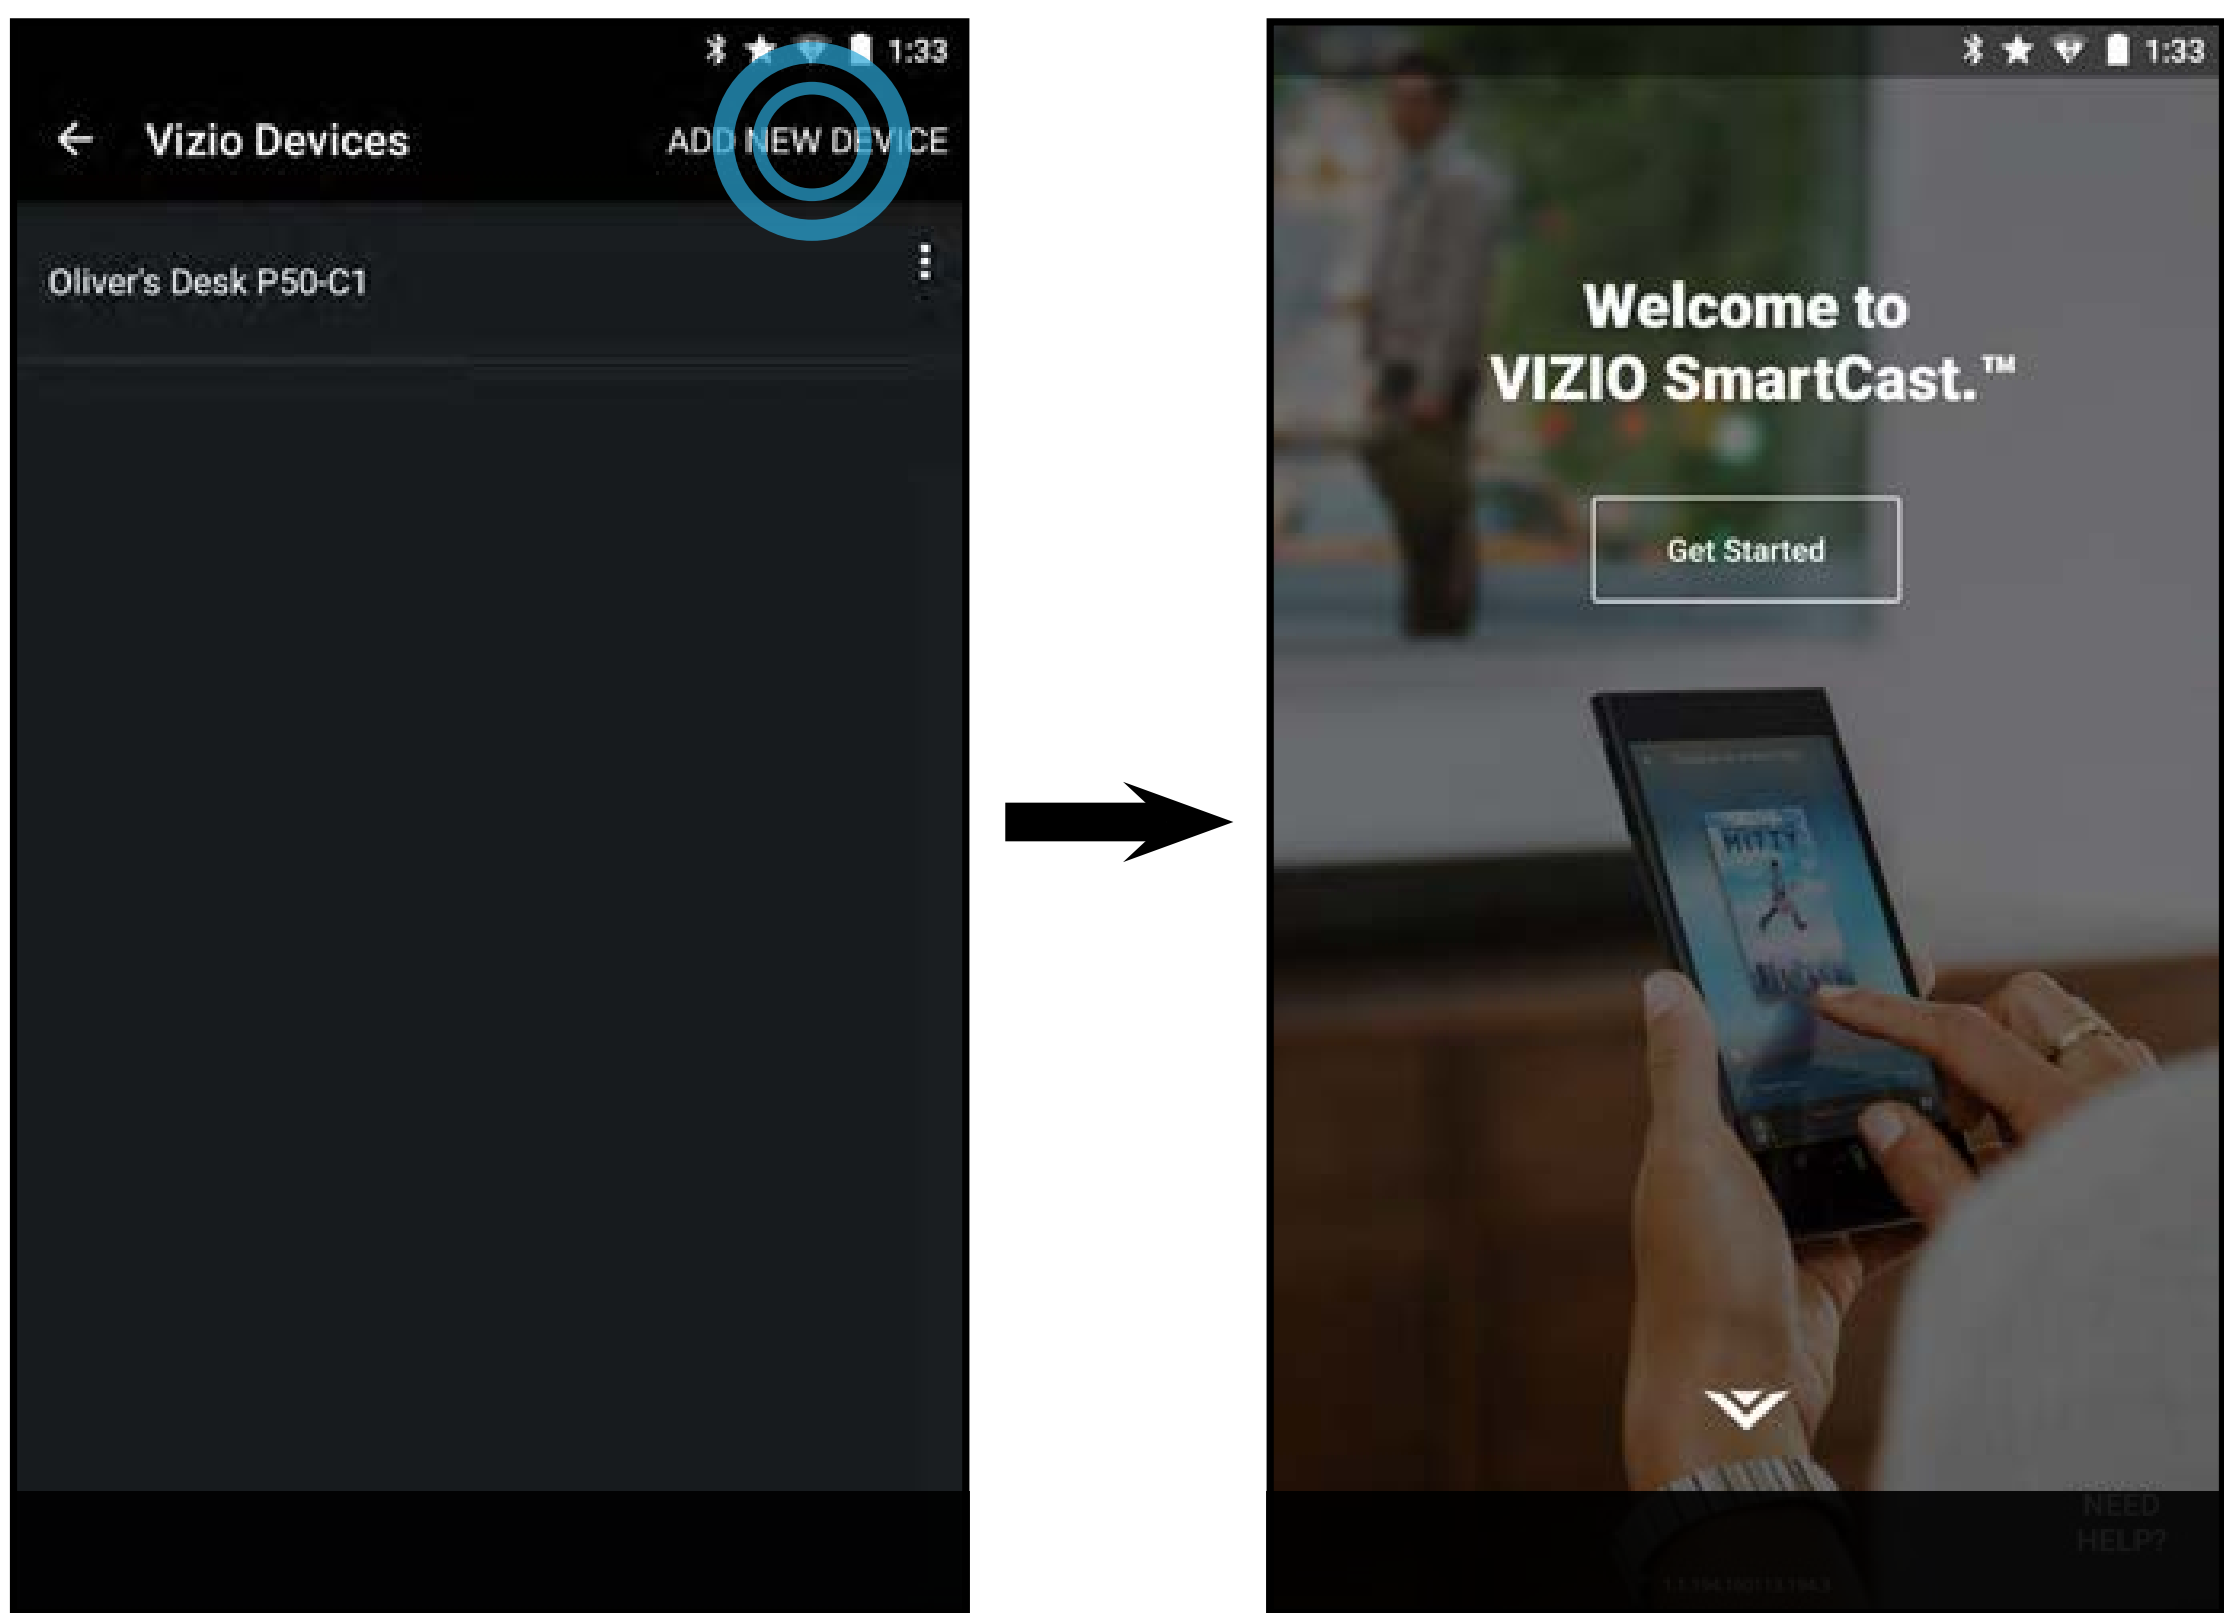 1:33
Vizio Devices
ADD NEW DEVICE
Oliver's Desk P50-C1
1:33
Welcome to
VIZIO SmartCast.™
Get Started
MITTY
NEED
HELP?